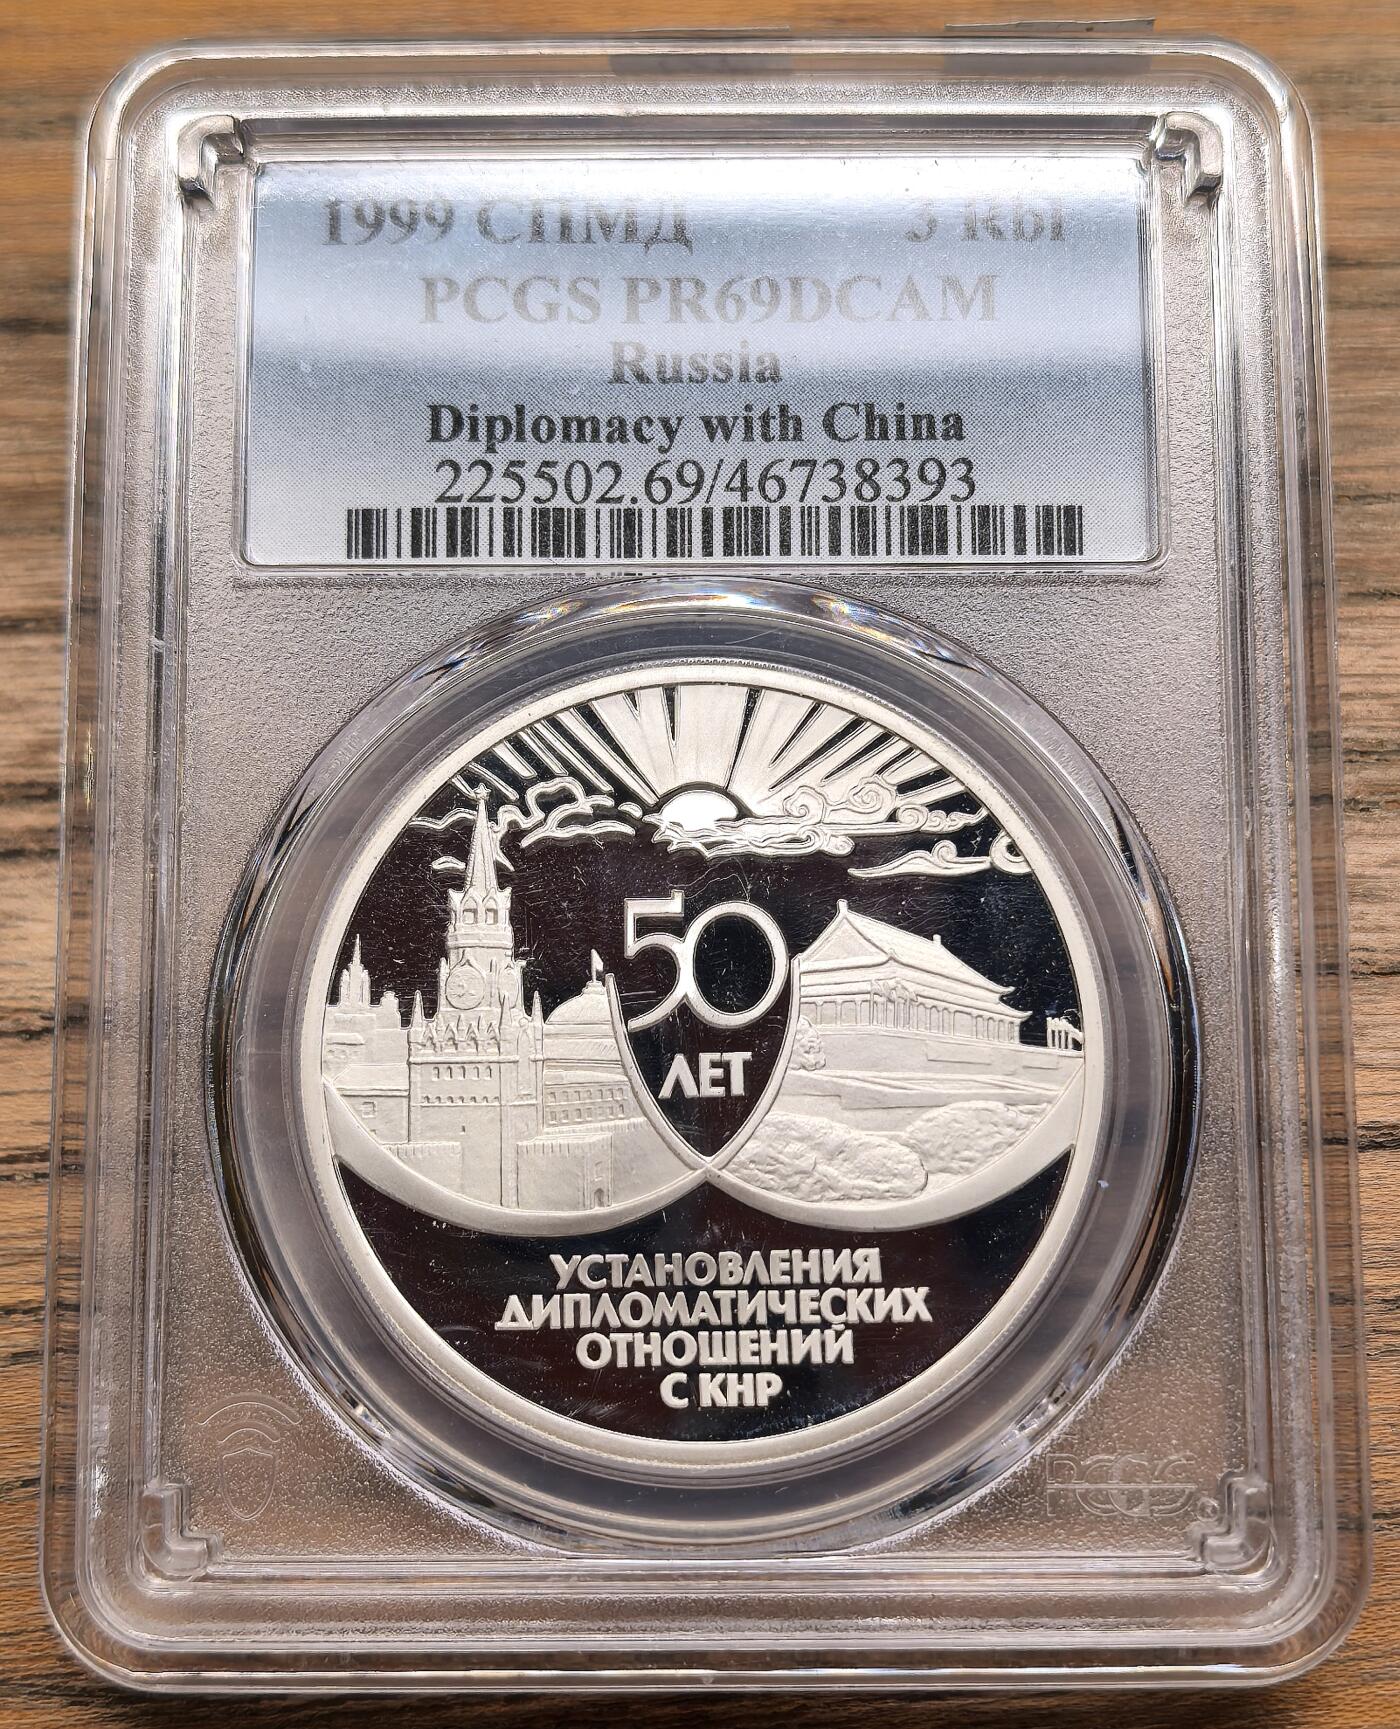 1999 СПМД 3 Rbl
PCGS PR69DCAM
Russia
Diplomacy with China
225502.69/46738393
50
ЛЕТ
УСТАНОВЛЕНИЯ
ДИПЛОМАТИЧЕСКИХ
ОТНОШЕНИЙ
С КНР
PCGS